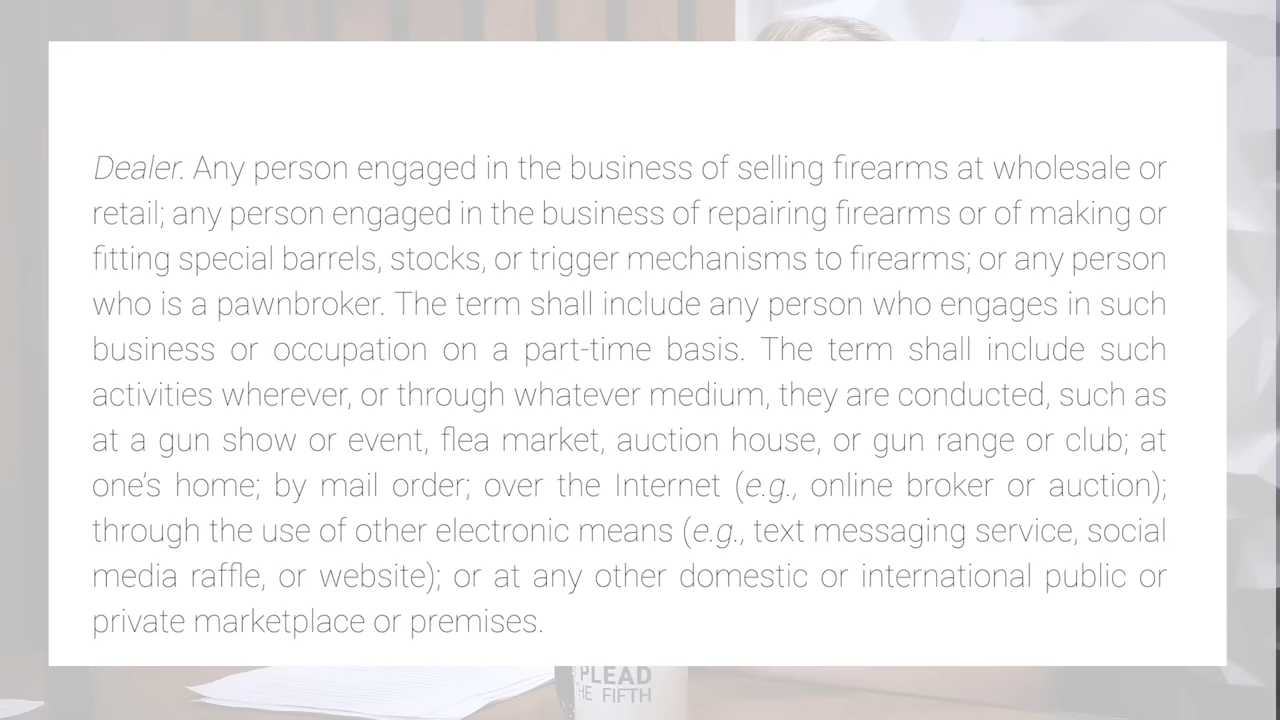 Dealer. Any person engaged in the business of selling firearms at wholesale or
retail; any person engaged in the business of repairing firearms or of making or
fitting special barrels, stocks, or trigger mechanisms to firearms; or any person
who is a pawnbroker. The term shall include any person who engages in such
business or occupation on a part-time basis. The term shall include such
activities wherever, or through whatever medium, they are conducted, such as
at a gun show or event, flea market, auction house, or gun range or club; at
one’s home; by mail order; over the Internet (e.g., online broker or auction);
through the use of other electronic means (e.g., text messaging service, social
media raffle, or website); or at any other domestic or international public or
private marketplace or premises.
PLEAD
THE FIFTH